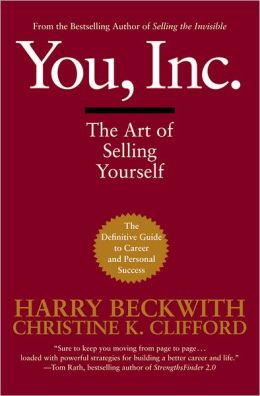 From the Bestselling Author of Selling the Invisible
You, Inc.
The Art of
Selling
Yourself
The
Definitive Guide
to Career
and Personal
Success
HARRY BECKWITH
CHRISTINE K. CLIFFORD
"Sure to keep you moving from page to page...
loaded with powerful strategies for building a better career and life."
—Tom Rath, bestselling author of StrengthsFinder 2.0